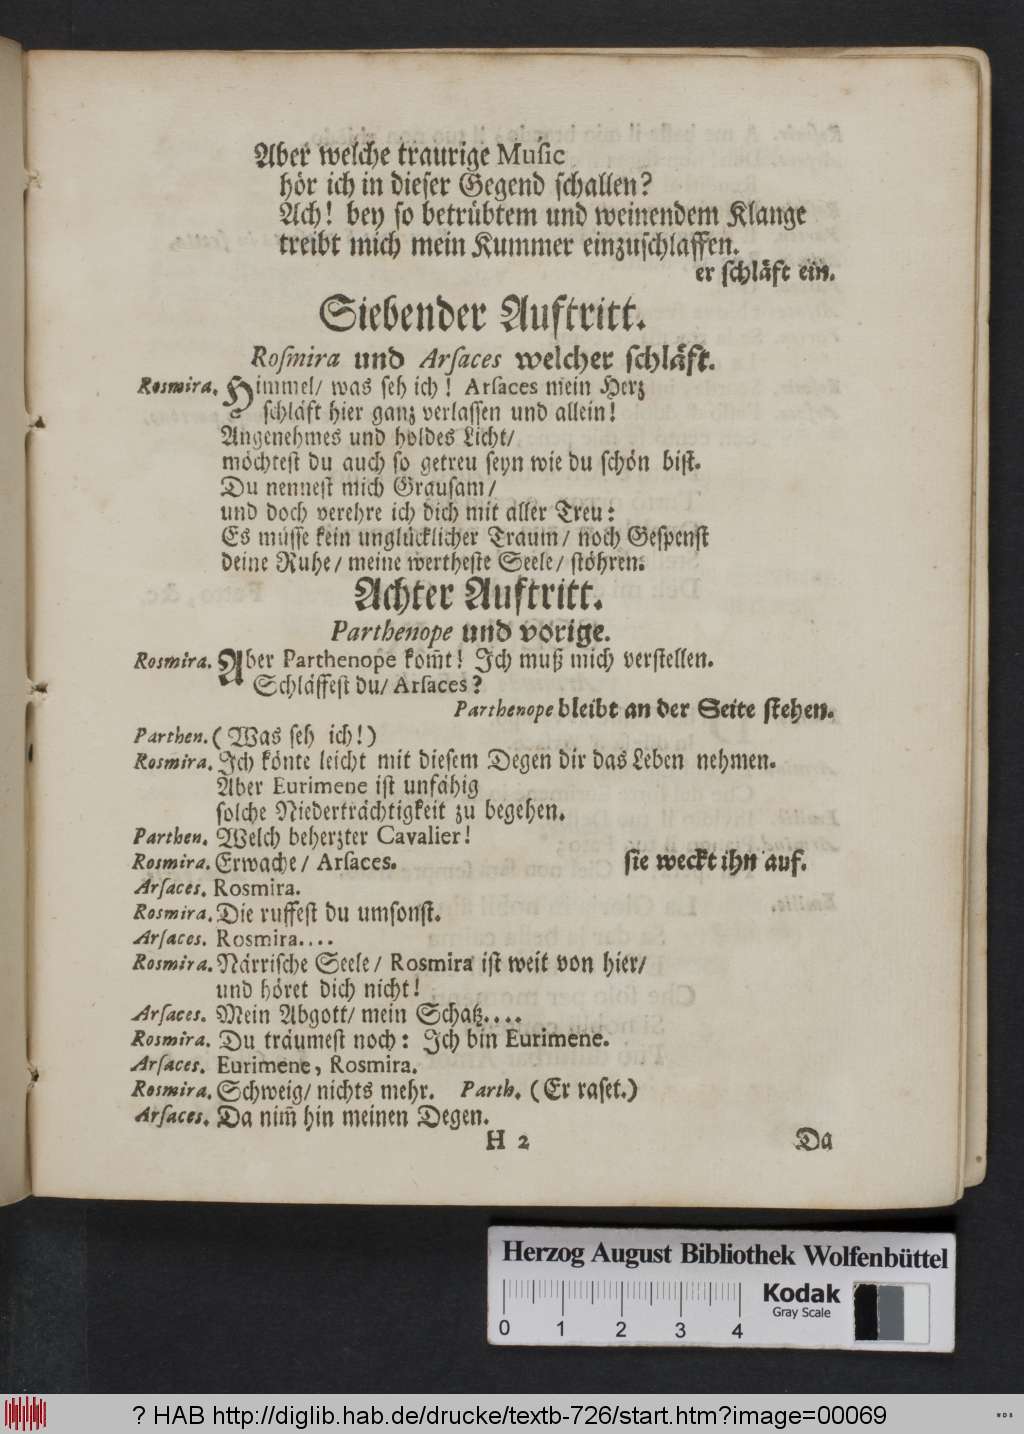 Aber welche traurige Music
hör ich in dieser Gegend schallen?
Ach! bey so betrübtem und weinendem Klange
treibt mich mein Kummer einzuschlaffen.
er schläft ein.
Siebender Auftritt.
Rosmira und Arsaces welcher schläft.
Rosmira. Himmel/ was seh ich! Arsaces mein Herz
schläft hier ganz verlassen und allein!
Angenehmes und holdes Licht/
möchtest du auch so getreu seyn wie du schön bist.
Du nennest mich Grausam/
und doch verehre ich dich mit aller Treu:
Es müsse kein unglücklicher Traum/ noch Gespenst
deine Ruhe/ meine wertheste Seele/ stöhren.
Achter Auftritt.
Parthenope und vorige.
Rosmira. Aber Parthenope kom̃t! Ich muß mich verstellen.
Schläffest du/ Arsaces?
Parthenope bleibt an der Seite stehen.
Parthen. (Was seh ich!)
Rosmira. Ich könte leicht mit diesem Degen dir das Leben nehmen.
Aber Eurimene ist unfähig
solche Niederträchtigkeit zu begehen.
Parthen. Welch beherzter Cavalier!
Rosmira. Erwache/ Arsaces. sie weckt ihn auf.
Arsaces. Rosmira.
Rosmira. Die ruffest du umsonst.
Arsaces. Rosmira....
Rosmira. Närrische Seele/ Rosmira ist weit von hier/
und höret dich nicht!
Arsaces. Mein Abgott/ mein Schatz....
Rosmira. Du träumest noch: Ich bin Eurimene.
Arsaces. Eurimene, Rosmira.
Rosmira. Schweig/ nichts mehr. Parth. (Er raset.)
Arsaces. Da nim̃ hin meinen Degen.
H 2 Da
Herzog August Bibliothek Wolfenbüttel
0 1 2 3 4
Kodak
Gray Scale
? HAB http://diglib.hab.de/drucke/textb-726/start.htm?image=00069